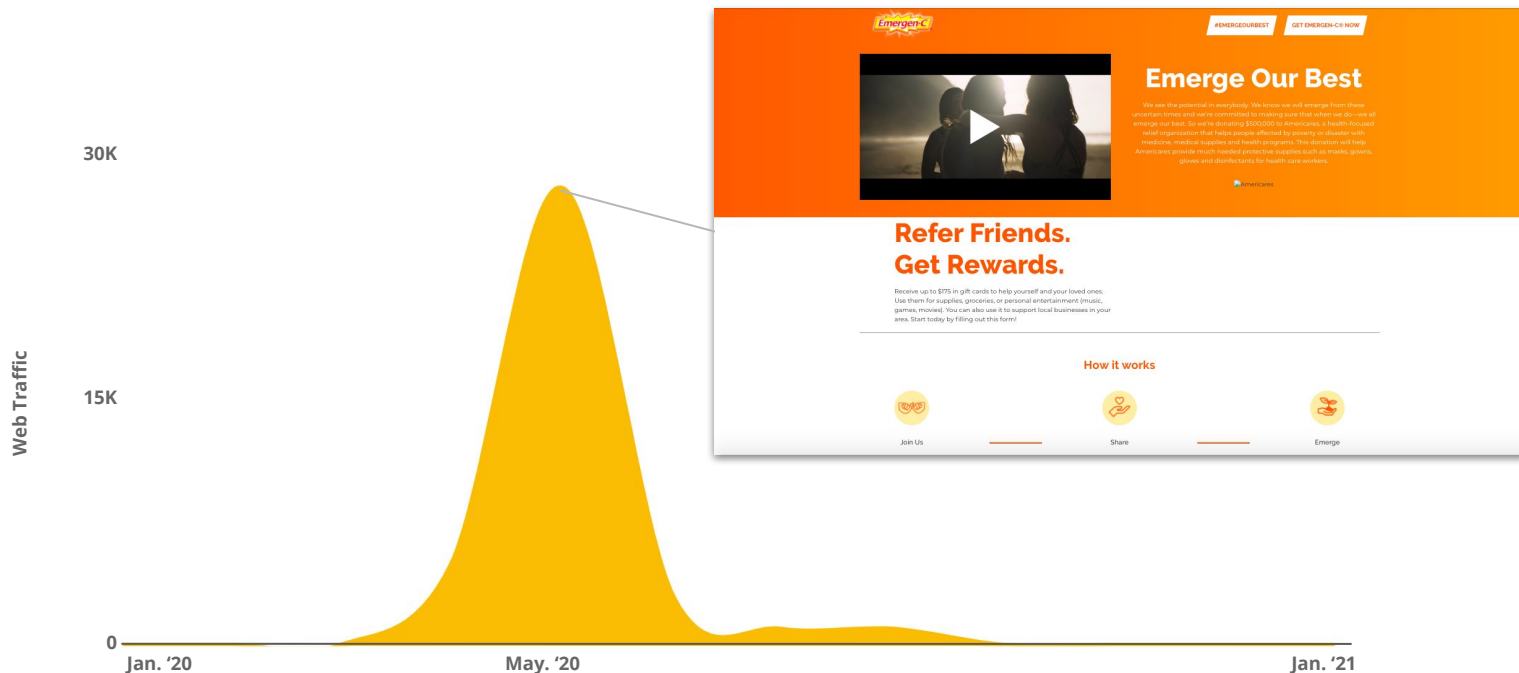 Emergen-C
#EMERGEOURBEST
GET EMERGEN-C® NOW
Emerge Our Best
We see the potential in everybody. We know we will emerge from these
uncertain times and we're committed to making sure that when we do—we all
emerge our best. So we're donating $500,000 to Americares, a health-focused
relief organization that helps people affected by poverty or disaster with
medicine, medical supplies and health programs. This donation will help
Americares provide much needed protective supplies such as masks, gowns,
gloves and disinfectants for health care workers.
Americares
Refer Friends.
Get Rewards.
Receive up to $175 in gift cards to help yourself and your loved ones.
Use them for supplies, groceries, or personal entertainment (music,
games, movies). You can also use it to support local businesses in your
area. Start today by filling out this form!
How it works
Join Us
Share
Emerge
Web Traffic
30K
15K
0
Jan. ‘20
May. ‘20
Jan. ‘21